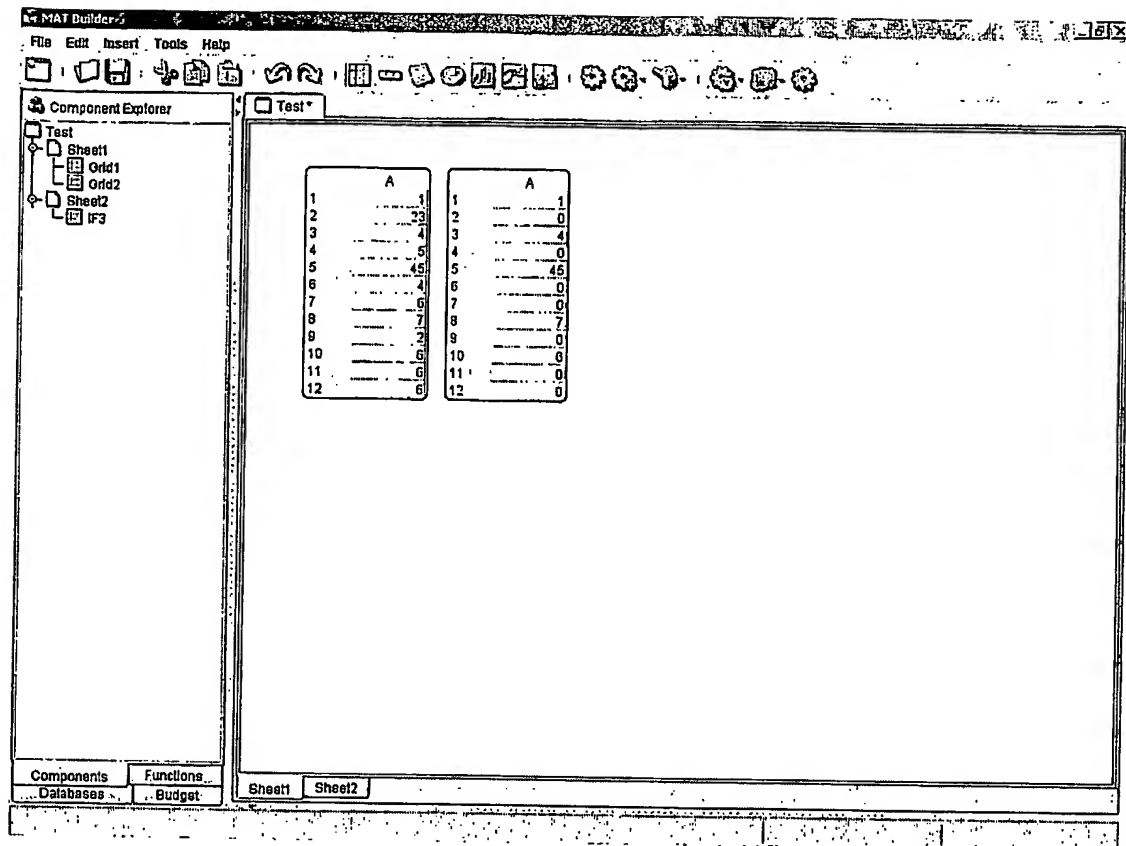 MAT Builder
File Edit Insert Tools Help
Component Explorer
Test*
Test
Sheet1
Grid1
Grid2
Sheet2
IF3
A
1 1
2 23
3 4
4 5
5 45
6 4
7 6
8 7
9 2
10 6
11 6
12 6
A
1 1
2 0
3 4
4 0
5 45
6 0
7 0
8 7
9 0
10 6
11 0
12 0
Components Functions
Databases Budget
Sheet1 Sheet2